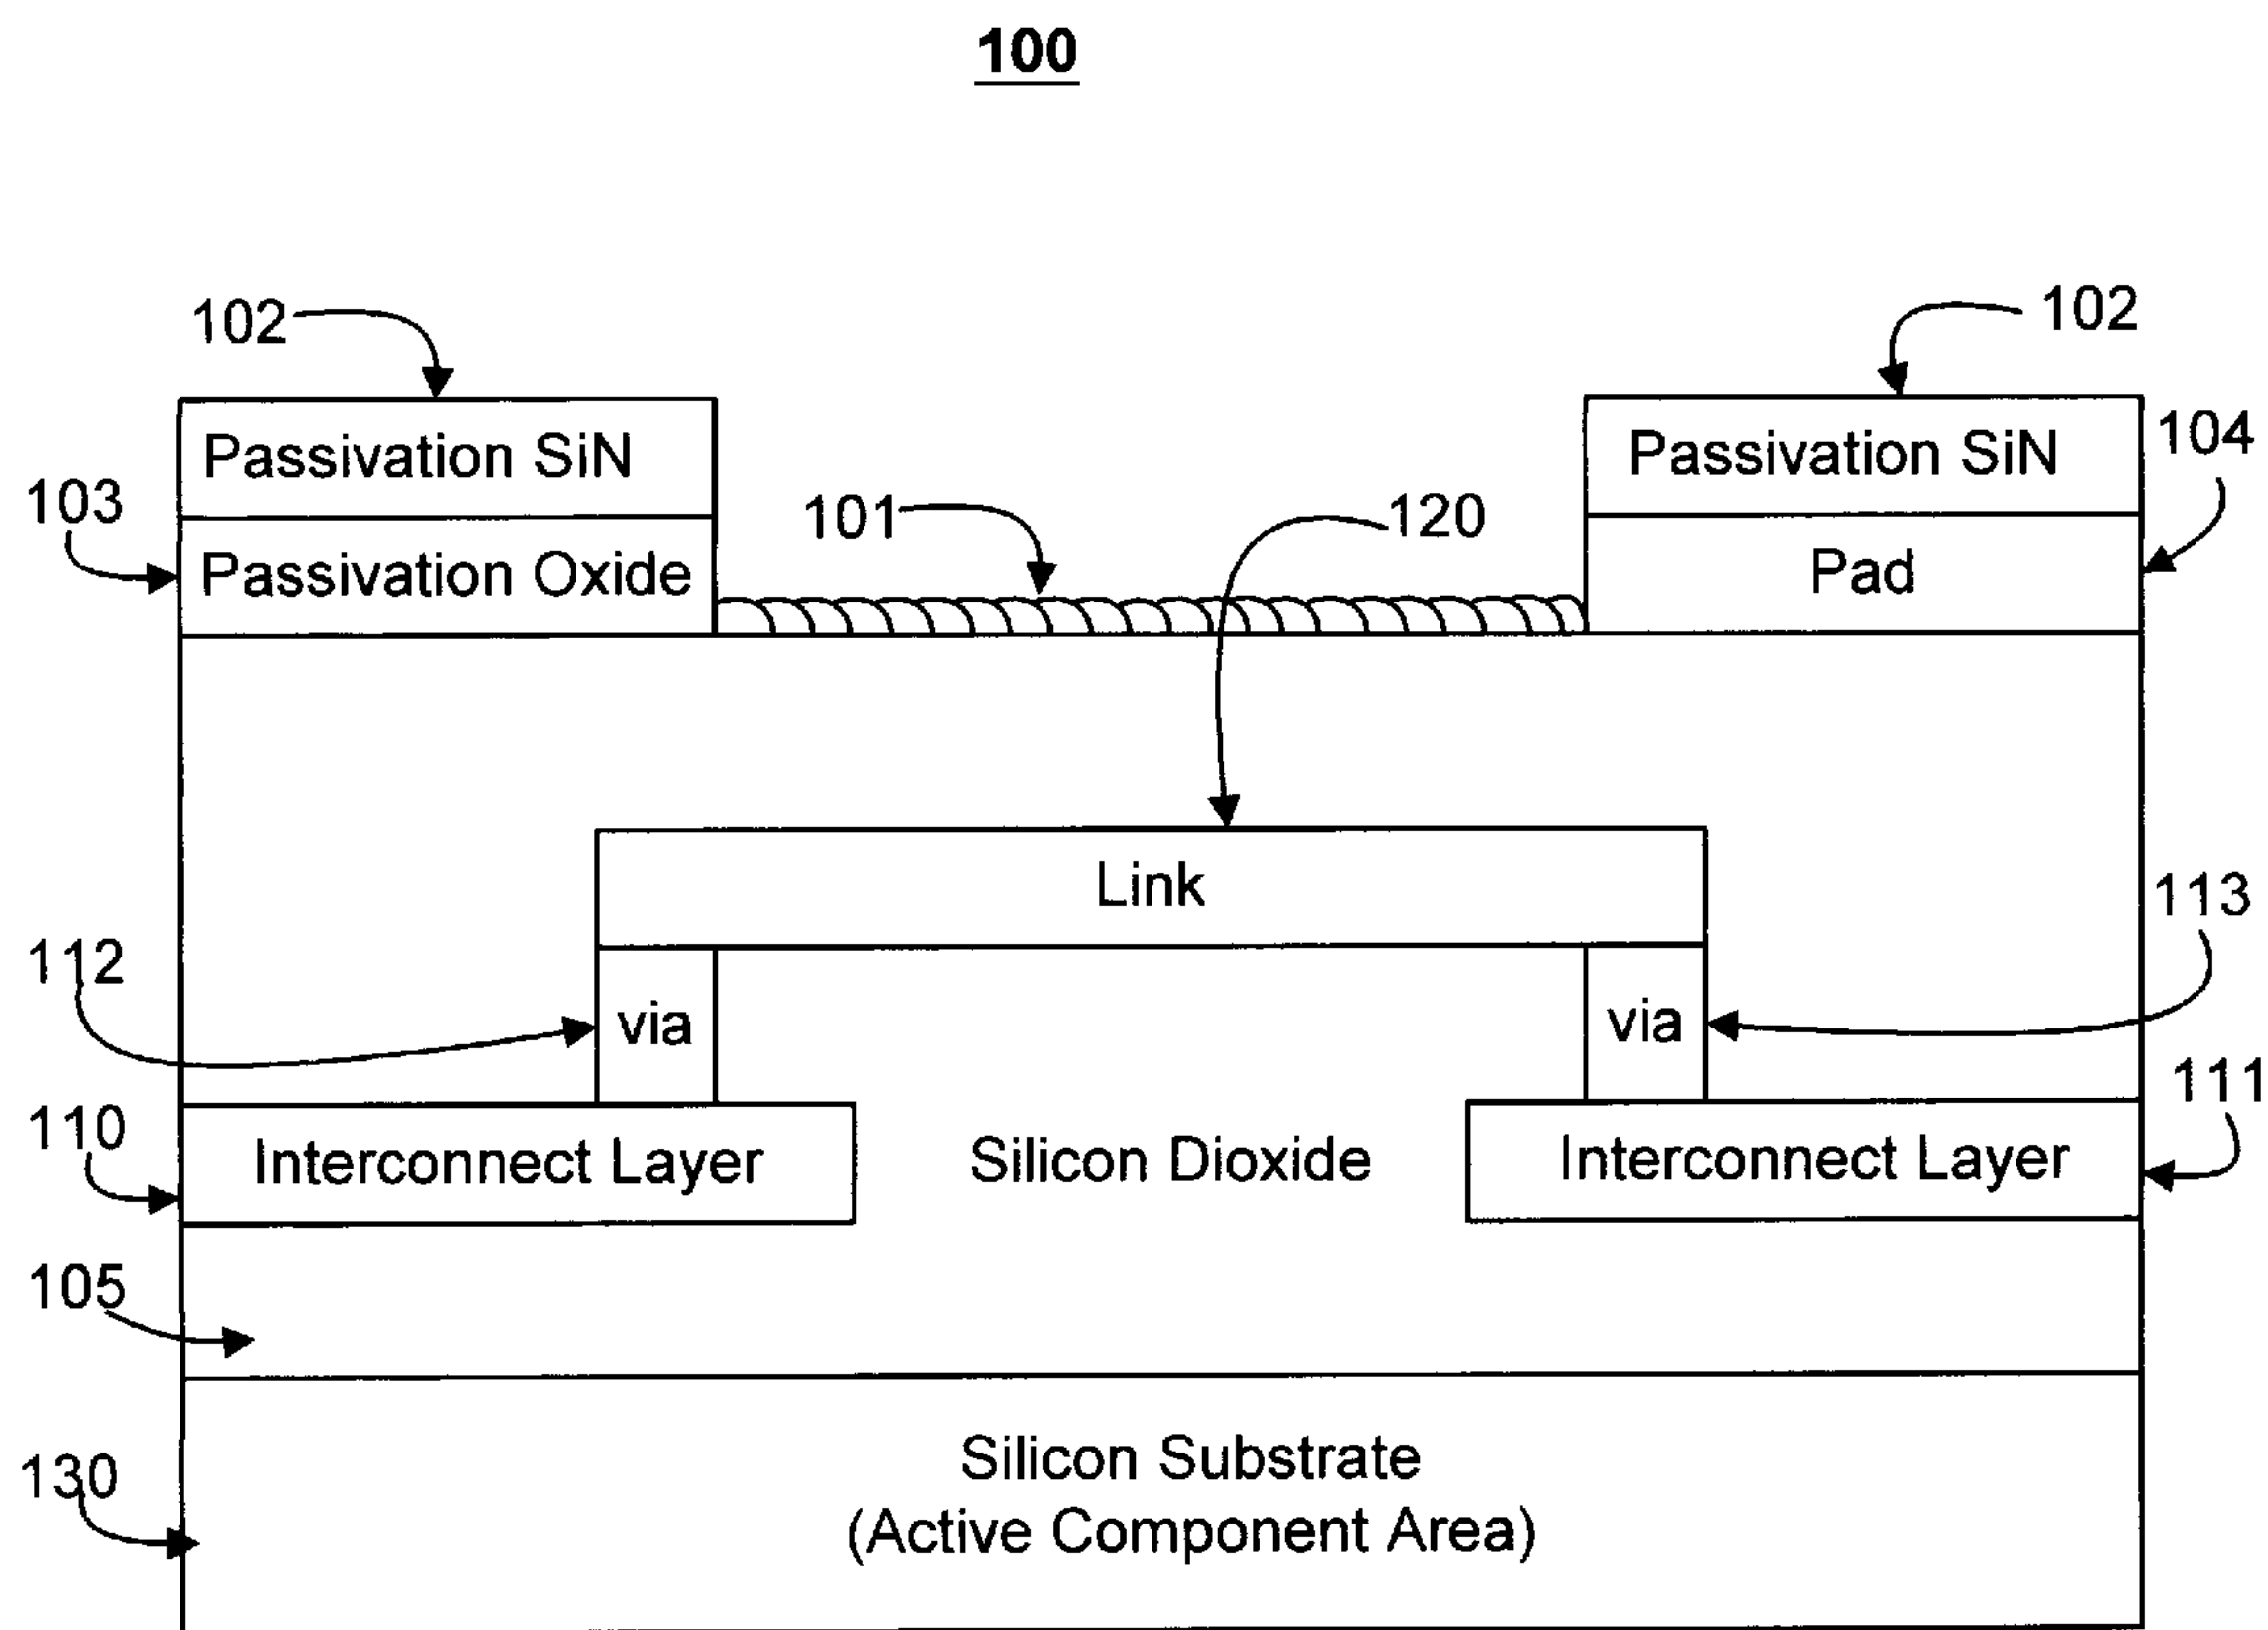 100
102
102
Passivation SiN
Passivation SiN
104
103
101
120
Passivation Oxide
Pad
Link
113
112
via
via
111
110
Interconnect Layer
Silicon Dioxide
Interconnect Layer
105
Silicon Substrate
130
(Active Component Area)